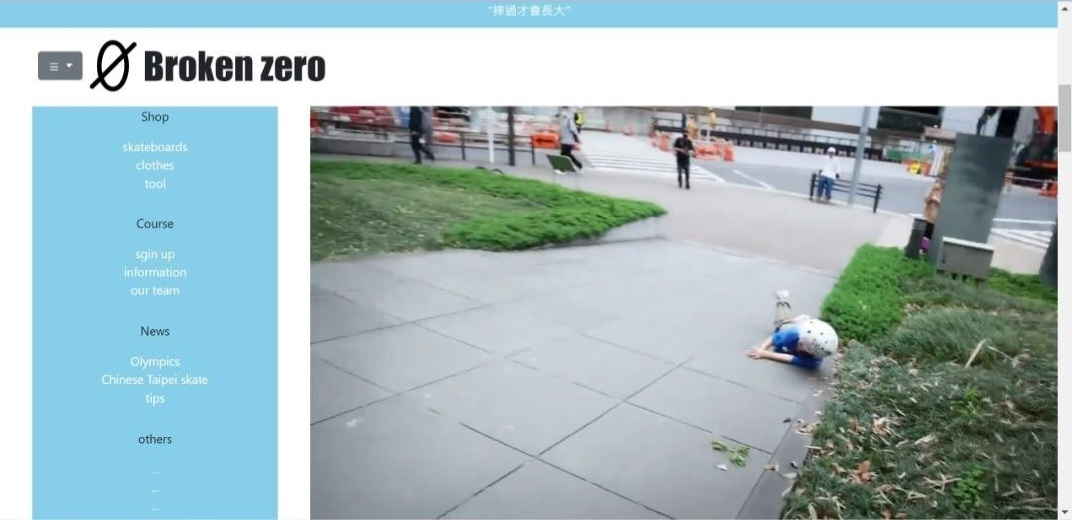 "摔過才會長大"
Broken zero
Shop
skateboards
clothes
tool
Course
sgin up
information
our team
News
Olympics
Chinese Taipei skate
tips
others
...
...
...